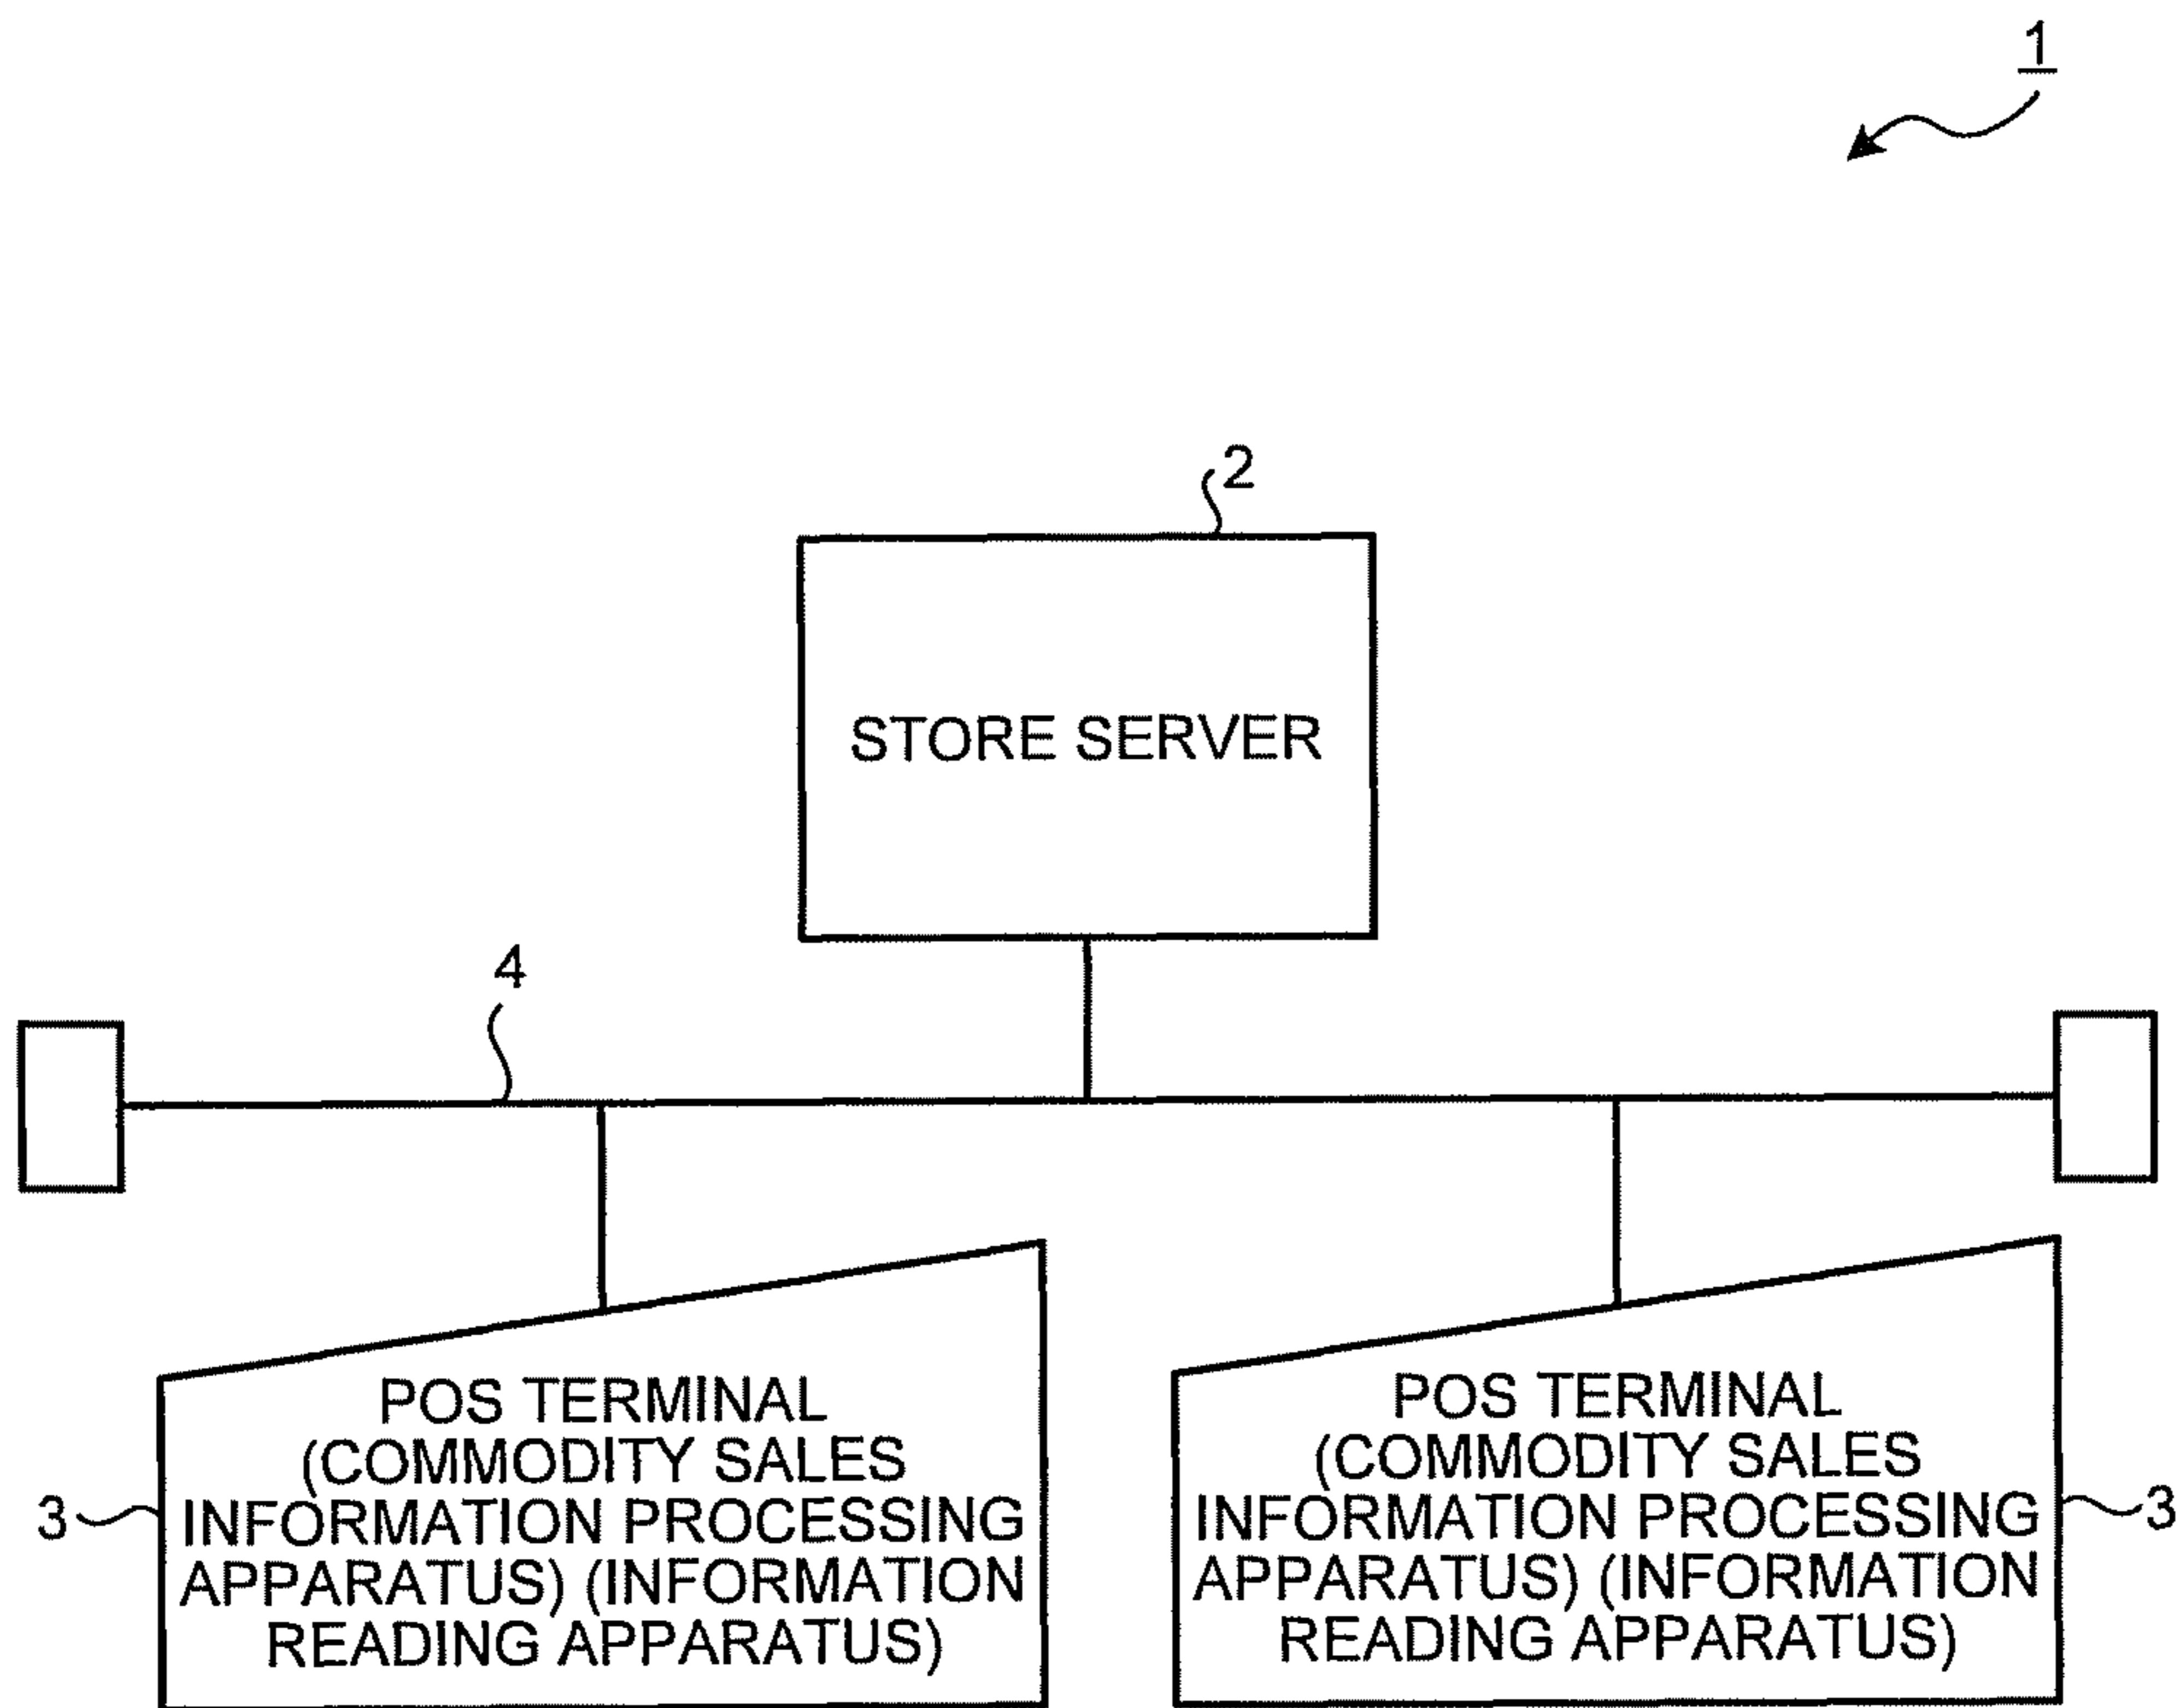 1
2
STORE SERVER
4
POS TERMINAL
(COMMODITY SALES
INFORMATION PROCESSING
APPARATUS) (INFORMATION
READING APPARATUS)
3
POS TERMINAL
(COMMODITY SALES
INFORMATION PROCESSING
APPARATUS) (INFORMATION
READING APPARATUS)
3